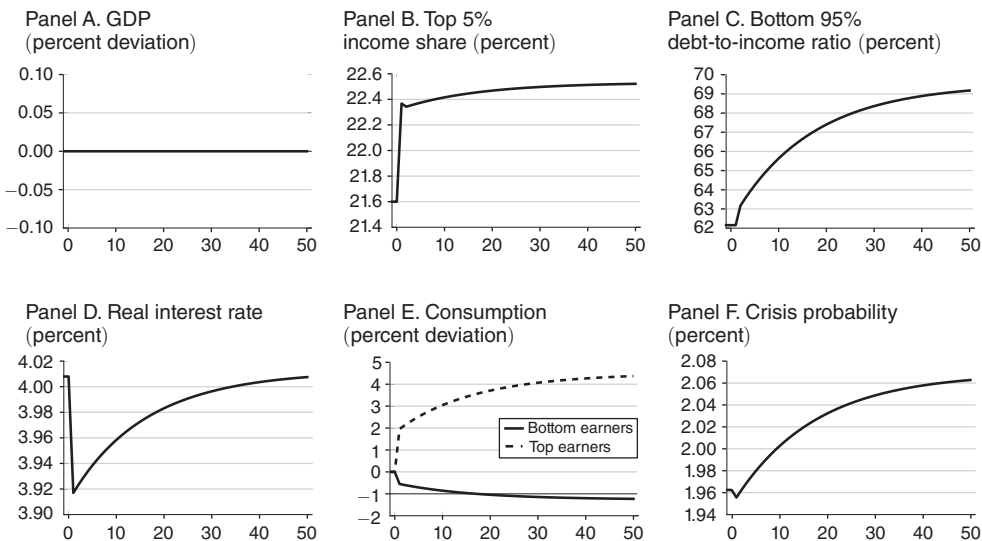 Panel A. GDP
(percent deviation)
0.10
0.05
0.00
−0.05
−0.10
0 10 20 30 40 50
Panel B. Top 5%
income share (percent)
22.6
22.4
22.2
22.0
21.8
21.6
21.4
0 10 20 30 40 50
Panel C. Bottom 95%
debt-to-income ratio (percent)
70
69
68
67
66
65
64
63
62
0 10 20 30 40 50
Panel D. Real interest rate
(percent)
4.02
4.00
3.98
3.96
3.94
3.92
3.90
0 10 20 30 40 50
Panel E. Consumption
(percent deviation)
5
4
3
2
1
0
−1
−2
Bottom earners
Top earners
0 10 20 30 40 50
Panel F. Crisis probability
(percent)
2.08
2.06
2.04
2.00
1.98
1.96
1.94
0 10 20 30 40 50